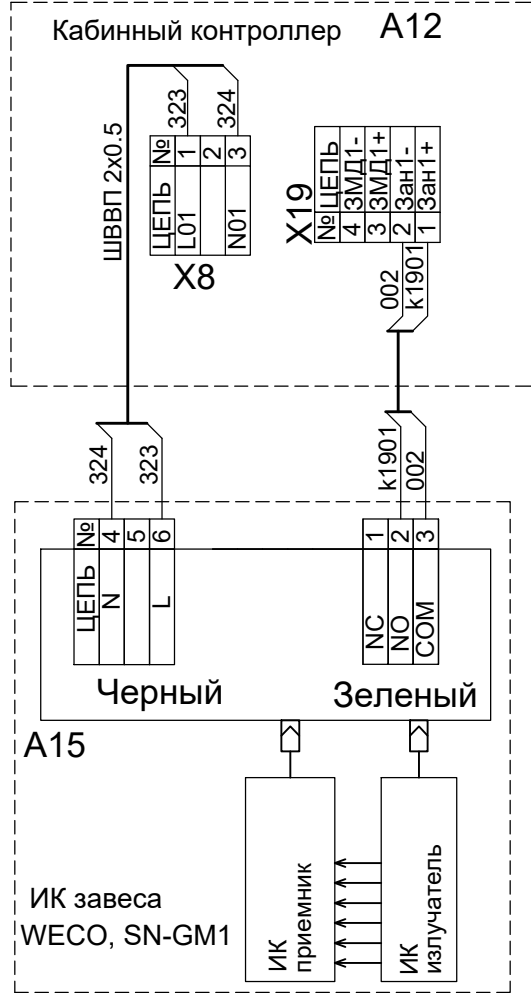 Кабинный контроллер A12
ШВВП 2x0.5
323
324
ЦЕПЬ №
L01 1
2
N01 3
X8
X19
№ ЦЕПЬ
4 ЗМД1-
3 ЗМД1+
2 Зан1-
1 Зан1+
002
k1901
324
323
k1901
002
ЦЕПЬ №
N 4
5
L 6
NC 1
NO 2
COM 3
Черный
Зеленый
A15
ИК завеса
WECO, SN-GM1
ИК
приемник
ИК
излучатель